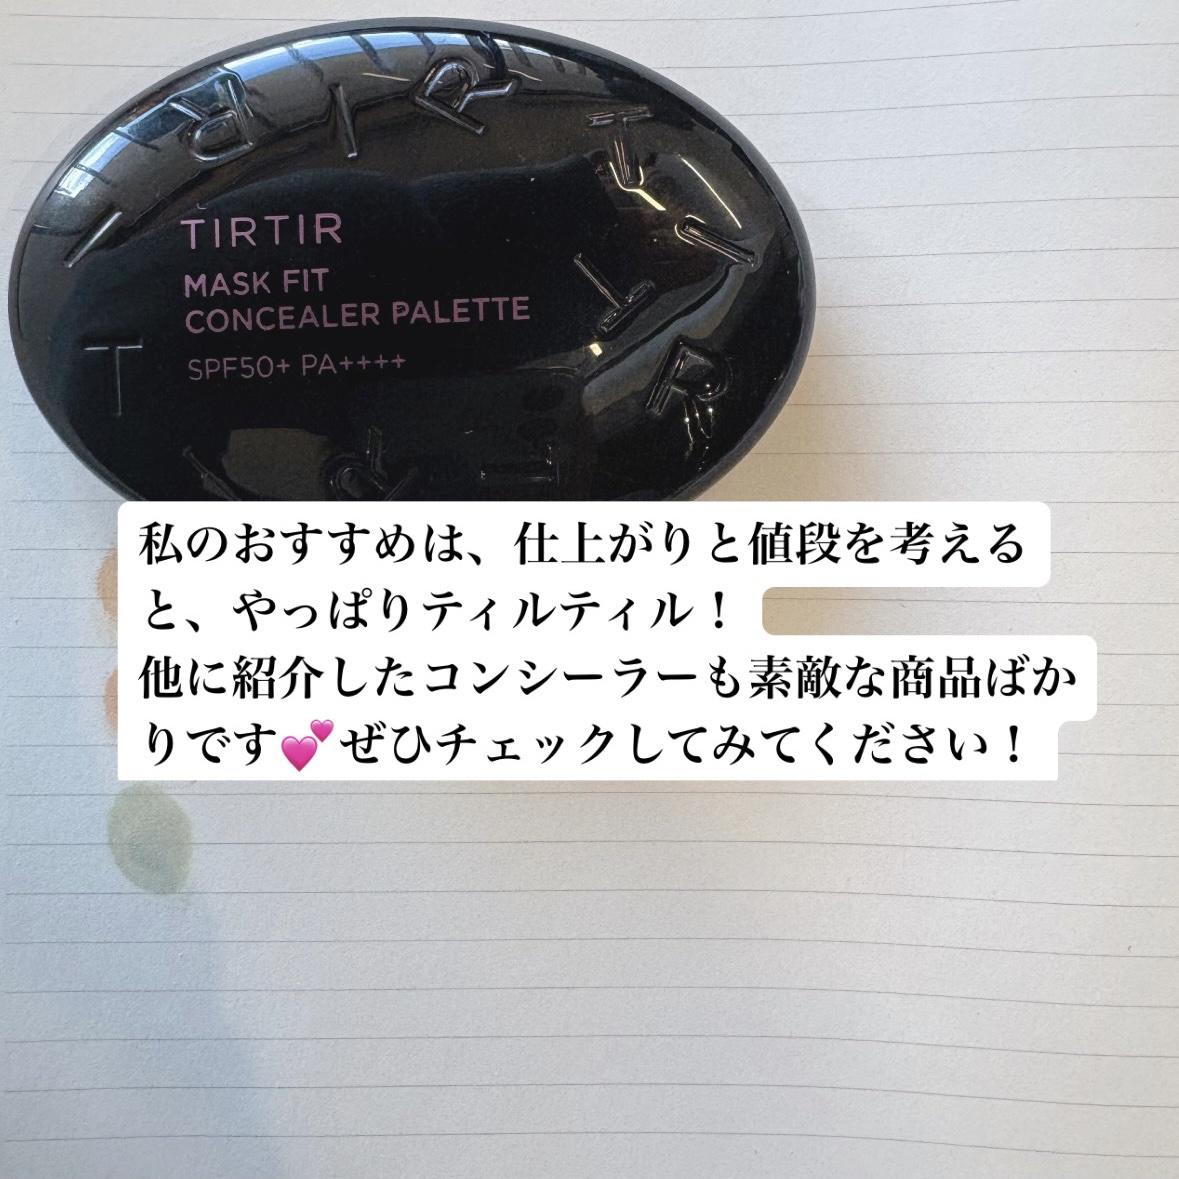 TIRTIR
MASK FIT
CONCEALER PALETTE
SPF50+ PA++++
私のおすすめは、仕上がりと値段を考える
と、やっぱりティルティル！
他に紹介したコンシーラーも素敵な商品ばか
りです💕ぜひチェックしてみてください！